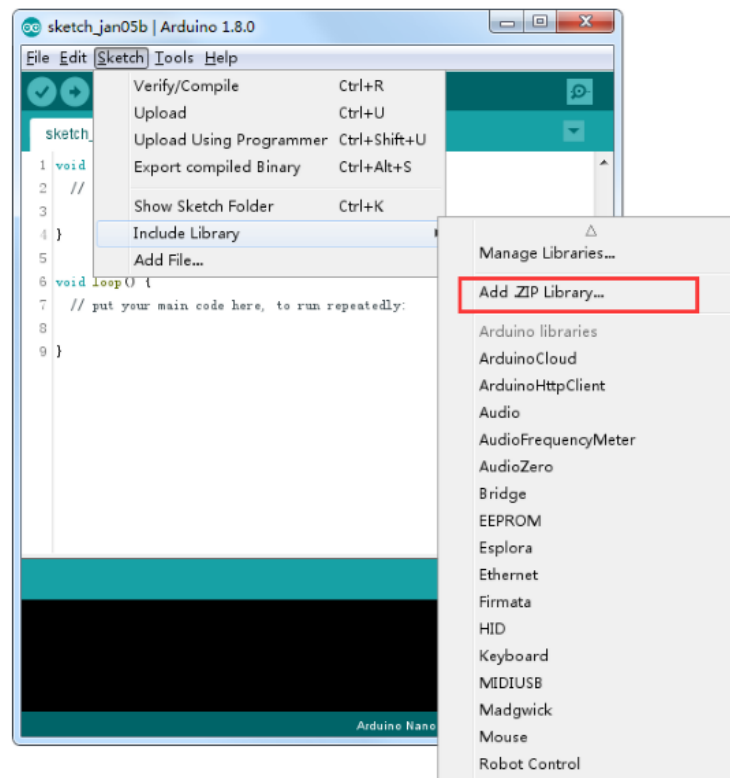 sketch_jan05b | Arduino 1.8.0
File Edit Sketch Tools Help
Verify/Compile Ctrl+R
Upload Ctrl+U
sketch_
Upload Using Programmer Ctrl+Shift+U
1 void
Export compiled Binary Ctrl+Alt+S
2 //
3
Show Sketch Folder Ctrl+K
4 }
Include Library
5
Add File...
6 void loop() {
7 // put your main code here, to run repeatedly:
8
9 }
Manage Libraries...
Add .ZIP Library...
Arduino libraries
ArduinoCloud
ArduinoHttpClient
Audio
AudioFrequencyMeter
AudioZero
Bridge
EEPROM
Esplora
Ethernet
Firmata
HID
Keyboard
MIDIUSB
Madgwick
Mouse
Robot Control
Arduino Nano